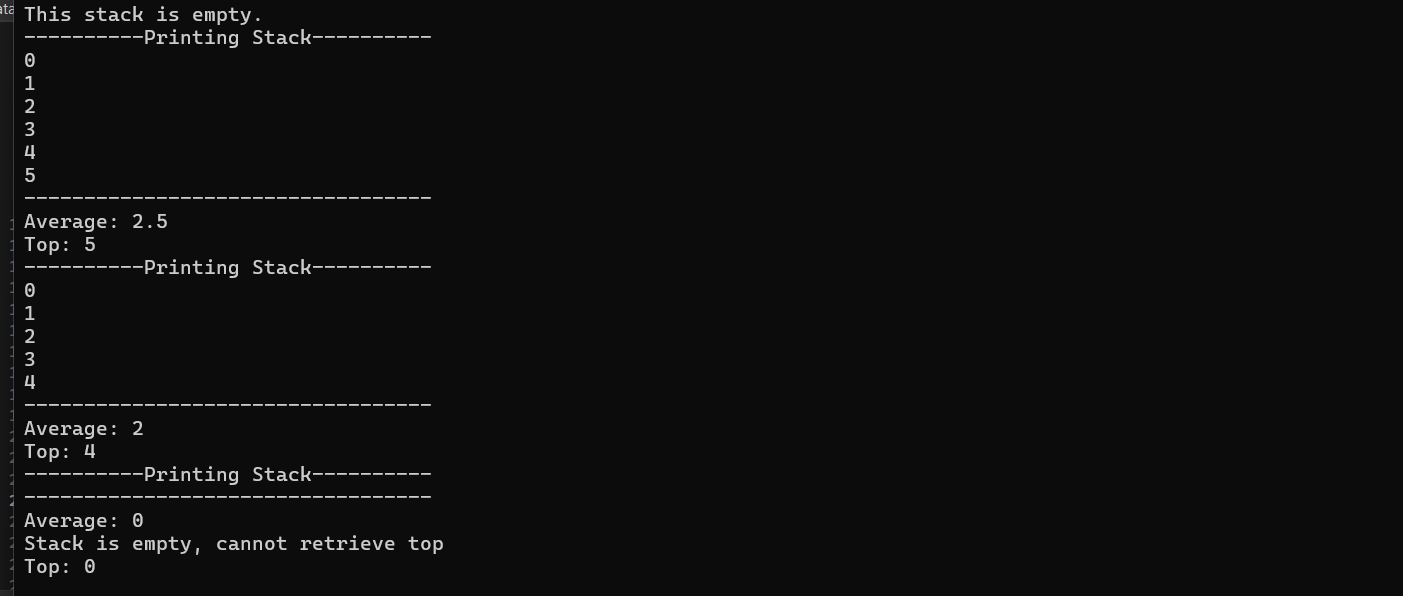 ata
This stack is empty.
----------Printing Stack----------
0
1
2
3
4
5
----------------------------------
Average: 2.5
Top: 5
----------Printing Stack----------
0
1
2
3
4
----------------------------------
Average: 2
Top: 4
----------Printing Stack----------
----------------------------------
Average: 0
Stack is empty, cannot retrieve top
Top: 0